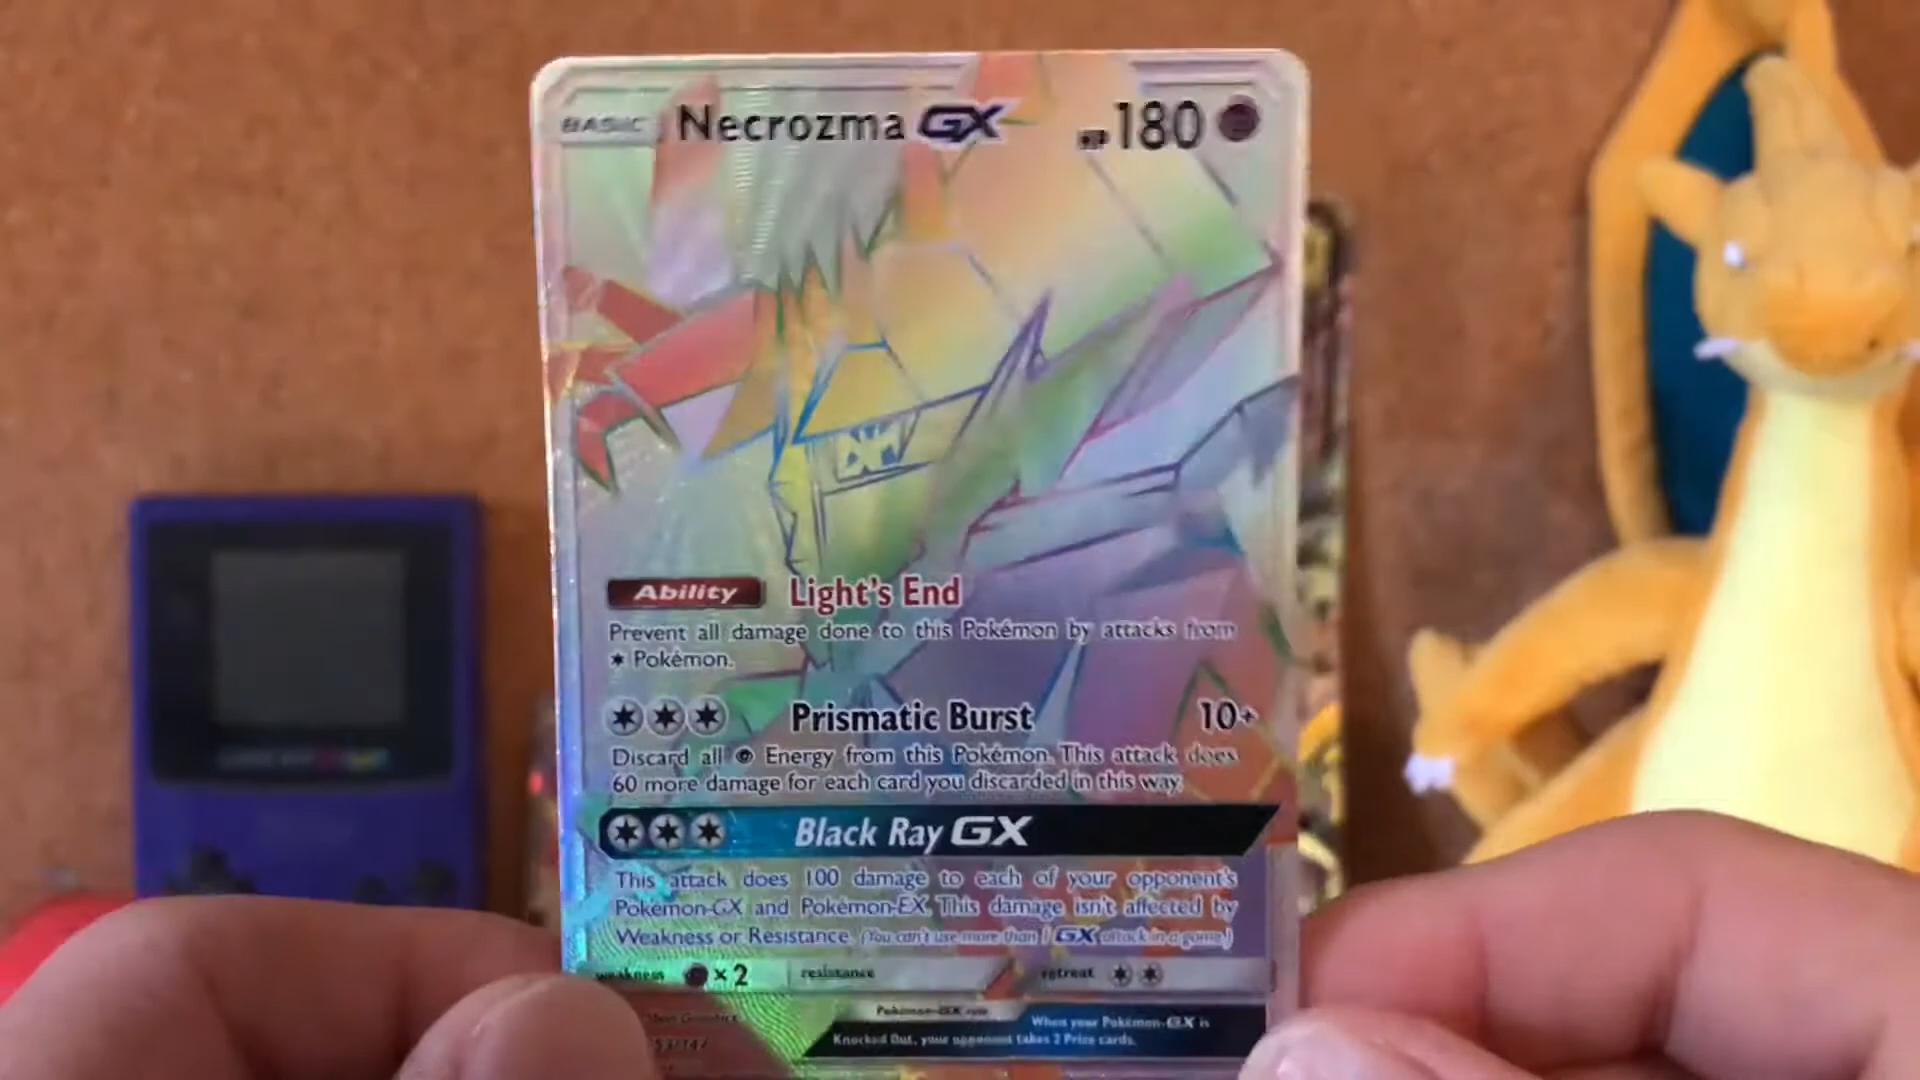 BASIC Necrozma GX HP 180
Ability Light's End
Prevent all damage done to this Pokémon by attacks from
Pokémon.
Prismatic Burst 10+
Discard all Energy from this Pokémon. This attack does
60 more damage for each card you discarded in this way.
Black Ray GX
This attack does 100 damage to each of your opponent's
Pokémon-GX and Pokémon-EX. This damage isn't affected by
Weakness or Resistance. (You can't use more than 1 GX attack in a game.)
weakness ×2 resistance retreat
Pokémon-GX rule
When your Pokémon-GX is
Knocked Out, your opponent takes 2 Prize cards.